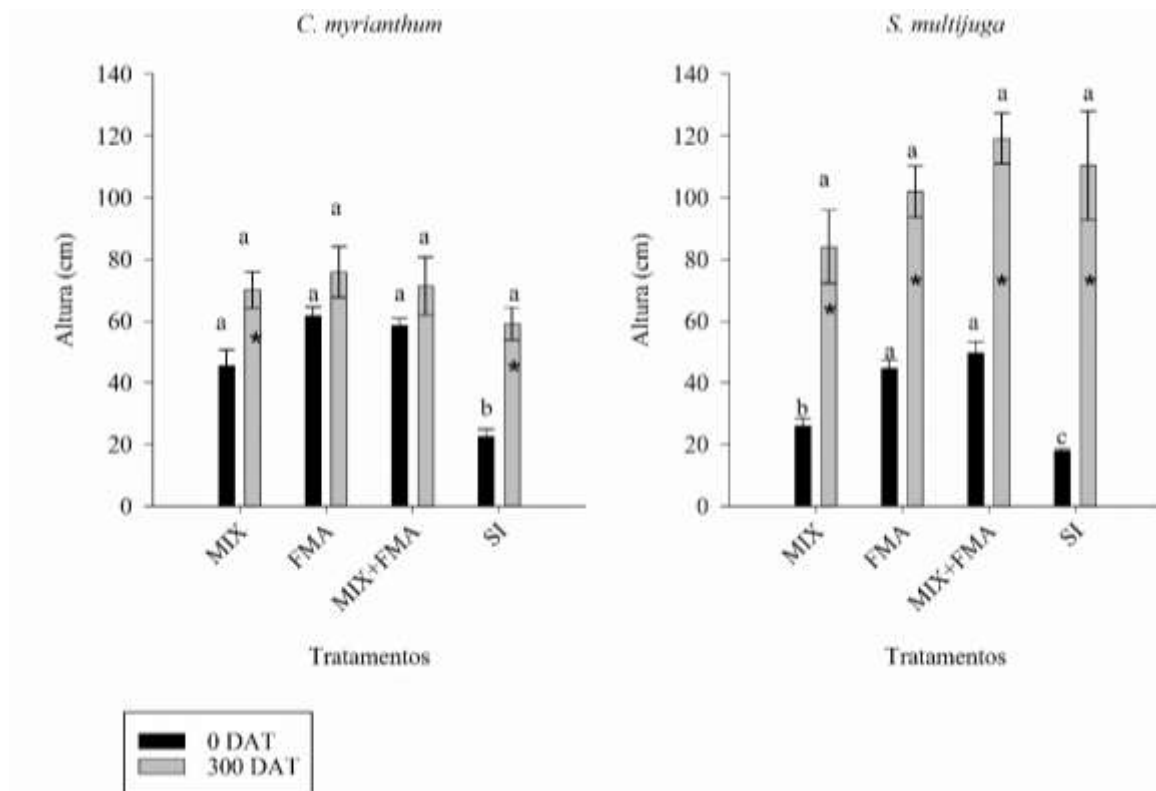 C. myrianthum
S. multijuga
140
120
100
80
60
40
20
0
Altura (cm)
a
a
a
a
a
a
b
a
*
*
MIX
FMA
MIX+FMA
SI
Tratamentos
140
120
100
80
60
40
20
0
Altura (cm)
b
a
a
a
a
a
c
a
*
*
*
*
MIX
FMA
MIX+FMA
SI
Tratamentos
0 DAT
300 DAT